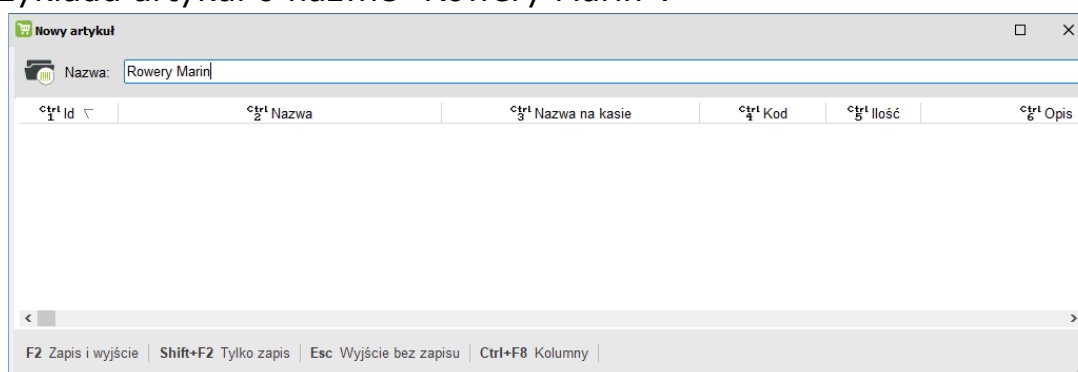 Nowy artykuł
Nazwa: Rowery Marin
Ctrl 1 Id Ctrl 2 Nazwa Ctrl 3 Nazwa na kasie Ctrl 4 Kod Ctrl 5 Ilość Ctrl 6 Opis
F2 Zapis i wyjście Shift+F2 Tylko zapis Esc Wyjście bez zapisu Ctrl+F8 Kolumny